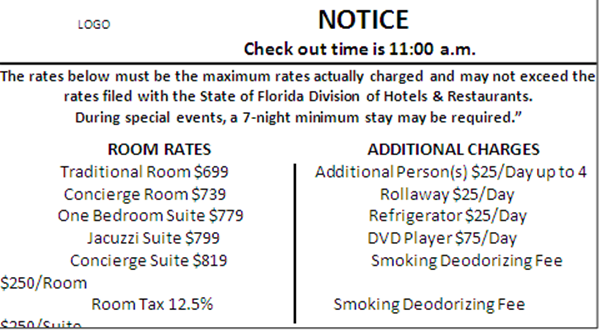 LOGO
NOTICE
Check out time is 11:00 a.m.
The rates below must be the maximum rates actually charged and may not exceed the
rates filed with the State of Florida Division of Hotels & Restaurants.
During special events, a 7-night minimum stay may be required.”
ROOM RATES ADDITIONAL CHARGES
Traditional Room $699 Additional Person(s) $25/Day up to 4
Concierge Room $739 Rollaway $25/Day
One Bedroom Suite $779 Refrigerator $25/Day
Jacuzzi Suite $799 DVD Player $75/Day
Concierge Suite $819 Smoking Deodorizing Fee
$250/Room
Room Tax 12.5% Smoking Deodorizing Fee
$250/Suite